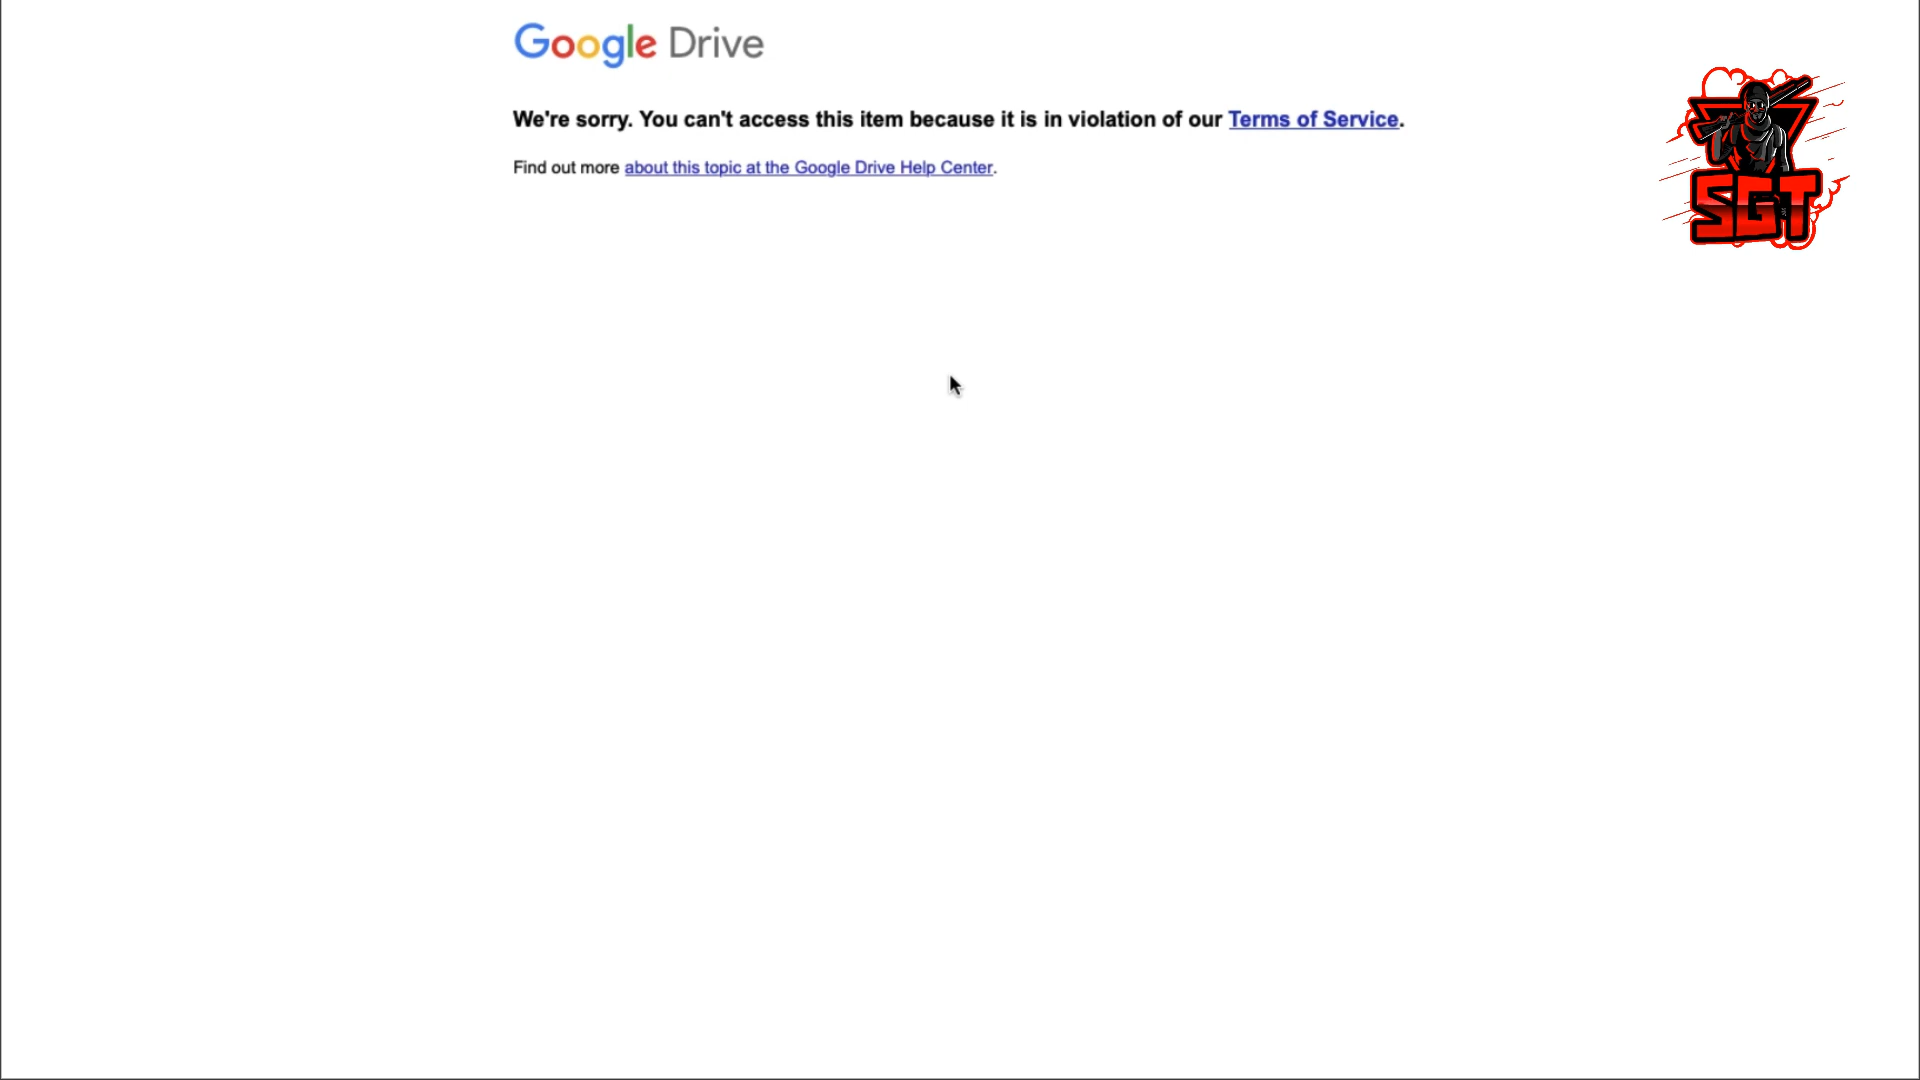 Google Drive
We're sorry. You can't access this item because it is in violation of our Terms of Service.
Find out more about this topic at the Google Drive Help Center.
SGT